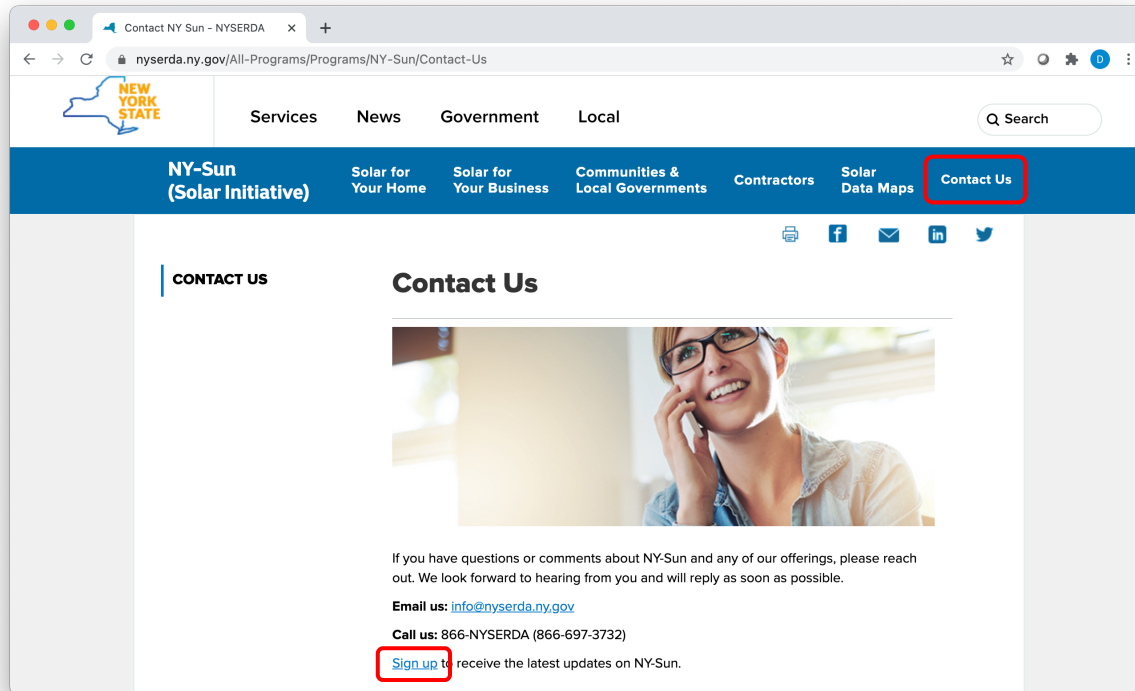 Contact NY Sun - NYSERDA
nyserda.ny.gov/All-Programs/Programs/NY-Sun/Contact-Us
D
NEW
YORK
STATE
Services News Government Local
Search
NY-Sun
(Solar Initiative)
Solar for
Your Home
Solar for
Your Business
Communities &
Local Governments
Contractors
Solar
Data Maps
Contact Us
CONTACT US
Contact Us
If you have questions or comments about NY-Sun and any of our offerings, please reach
out. We look forward to hearing from you and will reply as soon as possible.
Email us: info@nyserda.ny.gov
Call us: 866-NYSERDA (866-697-3732)
Sign up to receive the latest updates on NY-Sun.